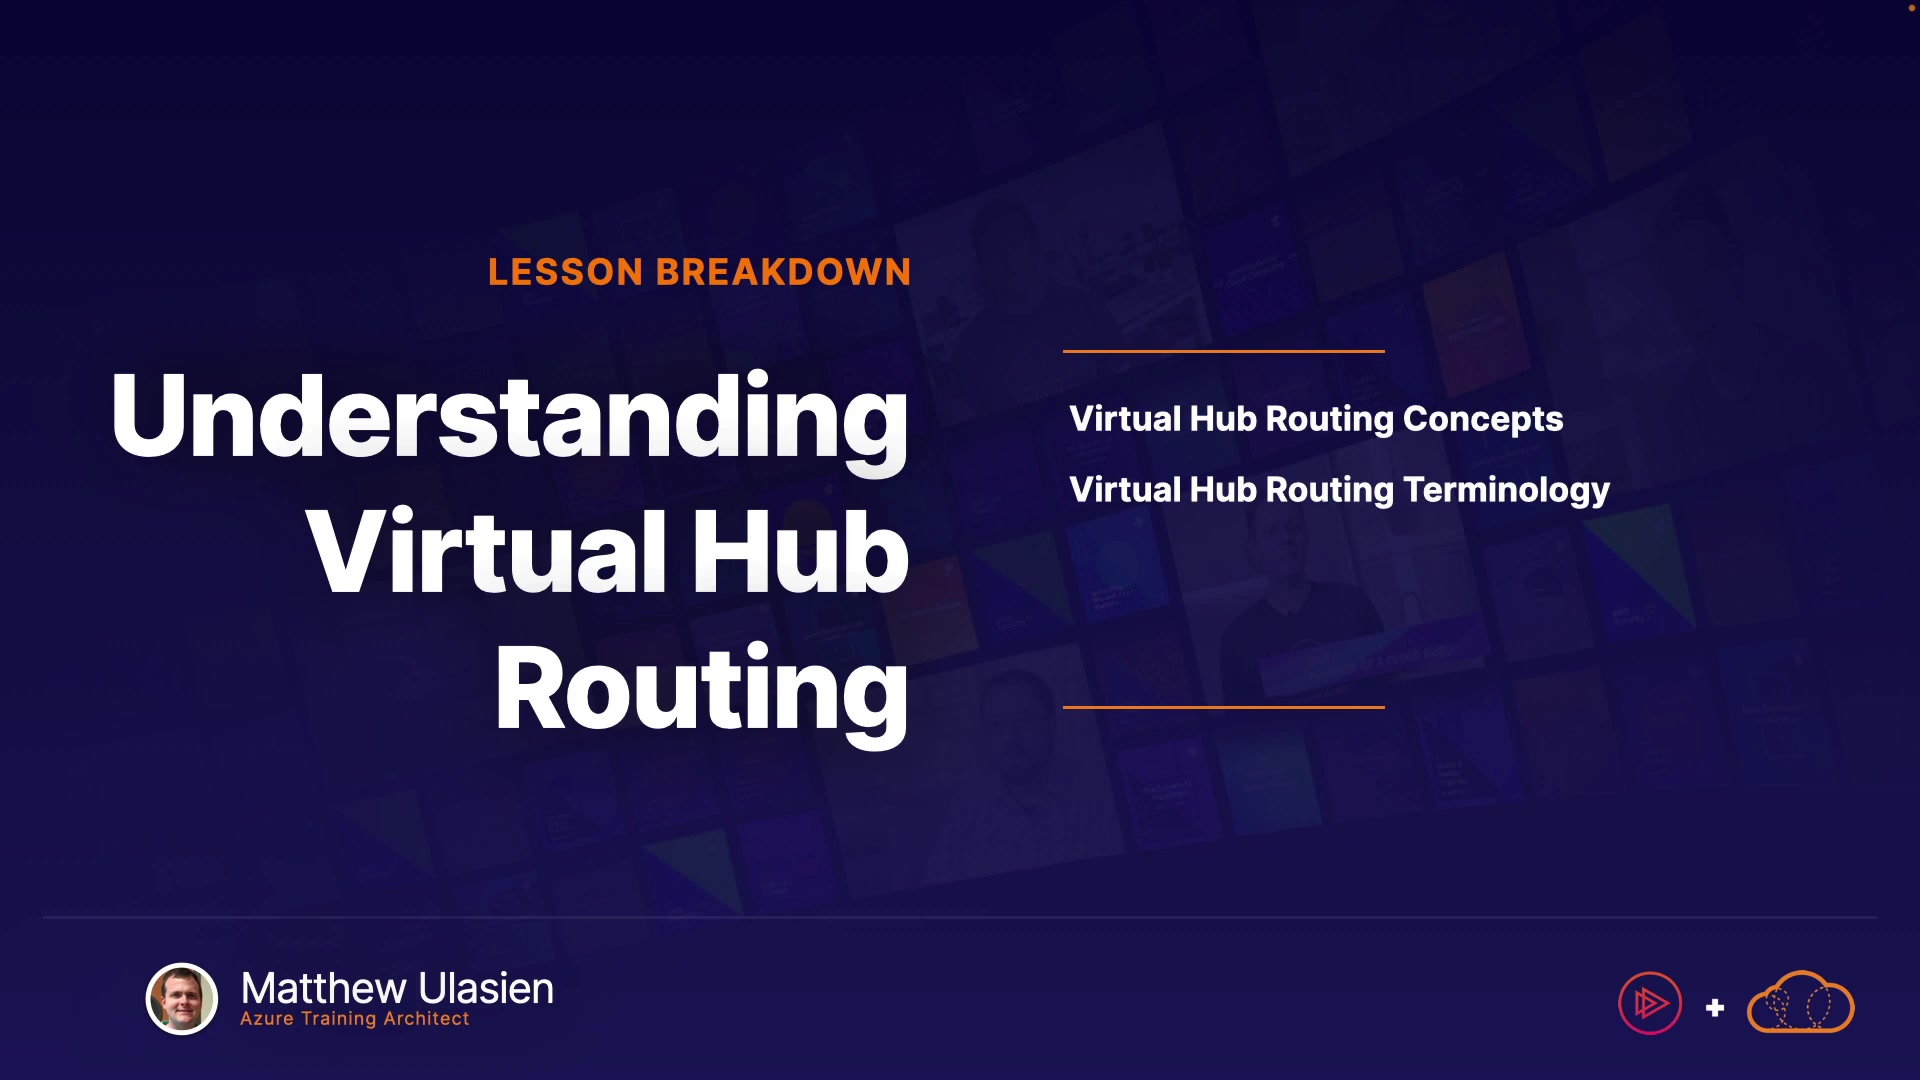 LESSON BREAKDOWN
Understanding
Virtual Hub
Routing
Virtual Hub Routing Concepts
Virtual Hub Routing Terminology
Matthew Ulasien
Azure Training Architect